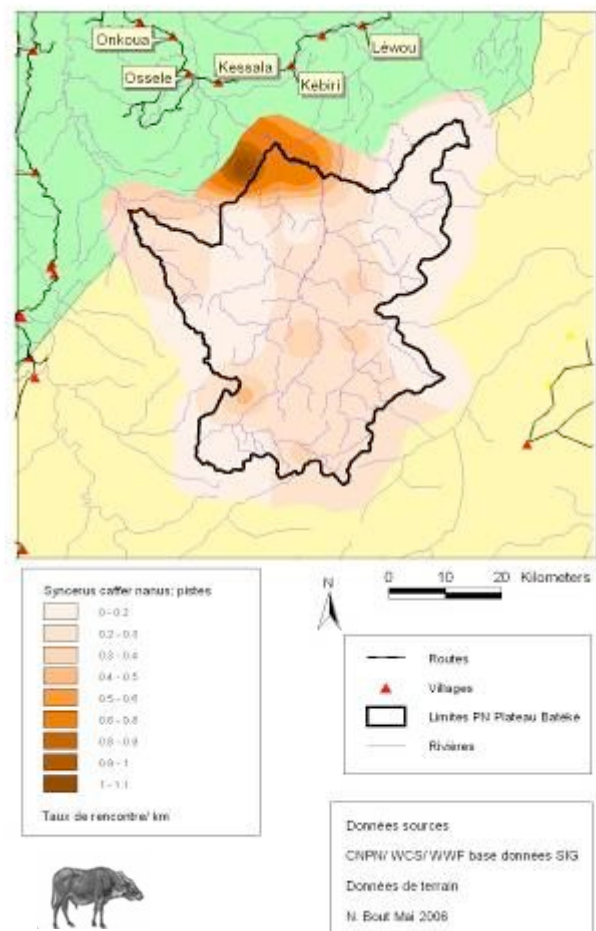 Onkoua
Léwou
Kessala
Ossele
Kébiri
Syncerus caffer nanus: pistes
0 - 0.2
0.2 - 0.3
0.3 - 0.4
0.4 - 0.5
0.5 - 0.6
0.6 - 0.8
0.8 - 0.9
0.9 - 1
1 - 1.1
Taux de rencontre/ km
N
0 10 20 Kilometers
Routes
Villages
Limites PN Plateau Batéke
Rivières
Données sources
CNPN/ WCS/ WWF base données SIG
Données de terrain
N. Bout Mai 2006